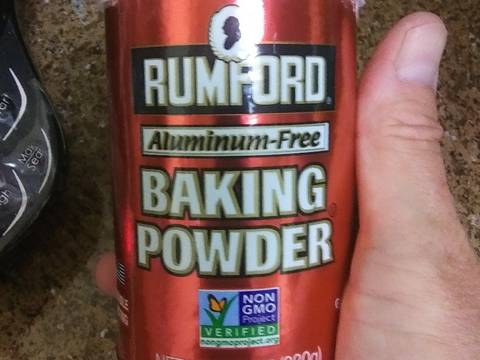 RUMFORD
Aluminum-Free
BAKING
POWDER
NON
GMO
Project
VERIFIED
nongmoproject.org